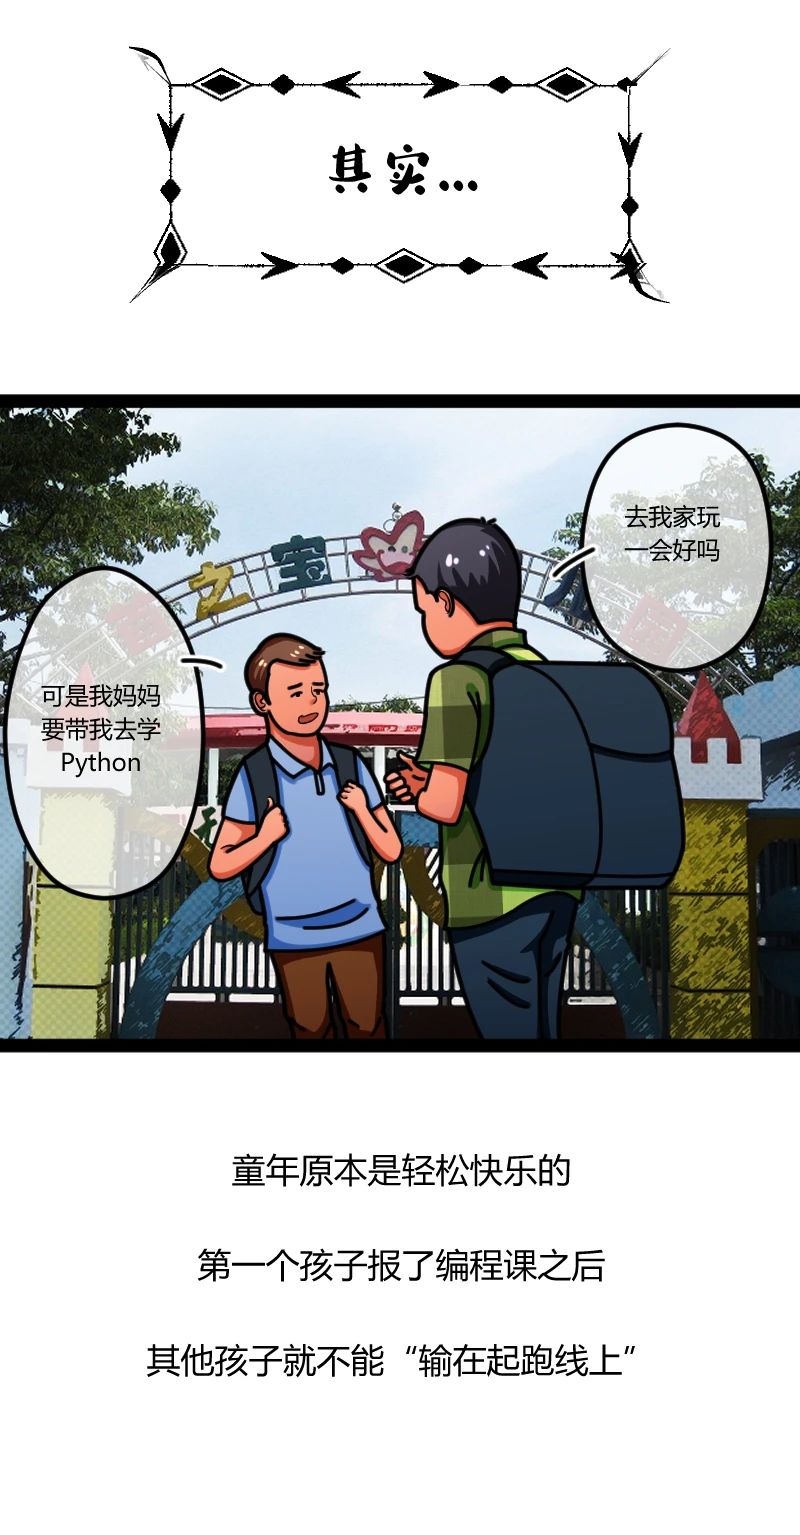 其实...
去我家玩
一会好吗
之宝
可是我妈妈
要带我去学
Python
童年原本是轻松快乐的
第一个孩子报了编程课之后
其他孩子就不能“输在起跑线上”